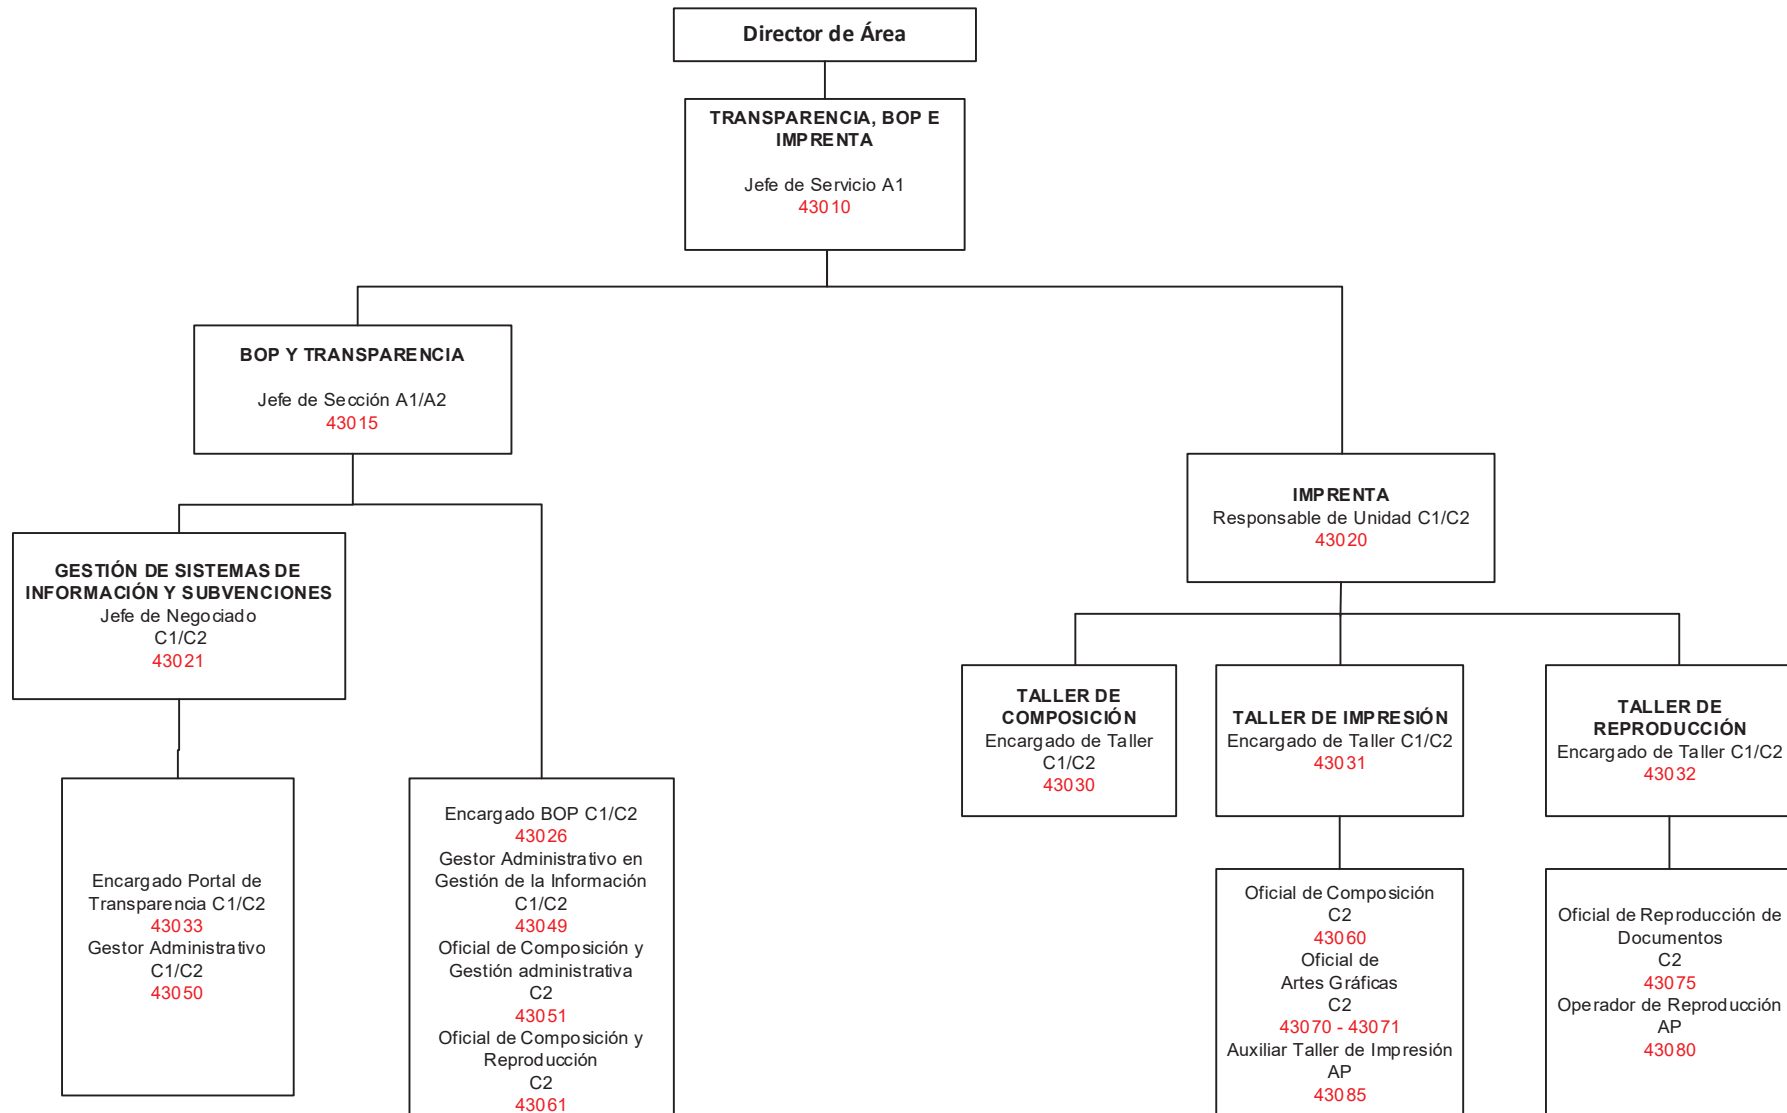 Director de Área
TRANSPARENCIA, BOP E
IMPRENTA
Jefe de Servicio A1
43010
BOP Y TRANSPARENCIA
Jefe de Sección A1/A2
43015
GESTIÓN DE SISTEMAS DE
INFORMACIÓN Y SUBVENCIONES
Jefe de Negociado
C1/C2
43021
Encargado Portal de
Transparencia C1/C2
43033
Gestor Administrativo
C1/C2
43050
Encargado BOP C1/C2
43026
Gestor Administrativo en
Gestión de la Información
C1/C2
43049
Oficial de Composición y
Gestión administrativa
C2
43051
Oficial de Composición y
Reproducción
C2
43061
IMPRENTA
Responsable de Unidad C1/C2
43020
TALLER DE
COMPOSICIÓN
Encargado de Taller
C1/C2
43030
TALLER DE IMPRESIÓN
Encargado de Taller C1/C2
43031
Oficial de Composición
C2
43060
Oficial de
Artes Gráficas
C2
43070 - 43071
Auxiliar Taller de Impresión
AP
43085
TALLER DE
REPRODUCCIÓN
Encargado de Taller C1/C2
43032
Oficial de Reproducción de
Documentos
C2
43075
Operador de Reproducción
AP
43080